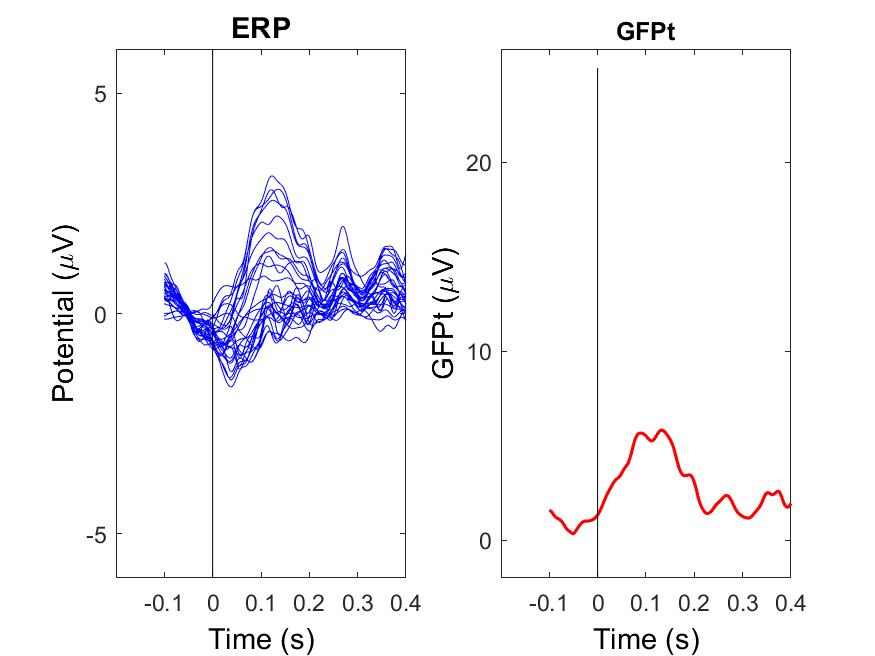 ERP
5
0
-5
Potential (μV)
-0.1 0 0.1 0.2 0.3 0.4
Time (s)
GFPt
20
10
0
GFPt (μV)
-0.1 0 0.1 0.2 0.3 0.4
Time (s)